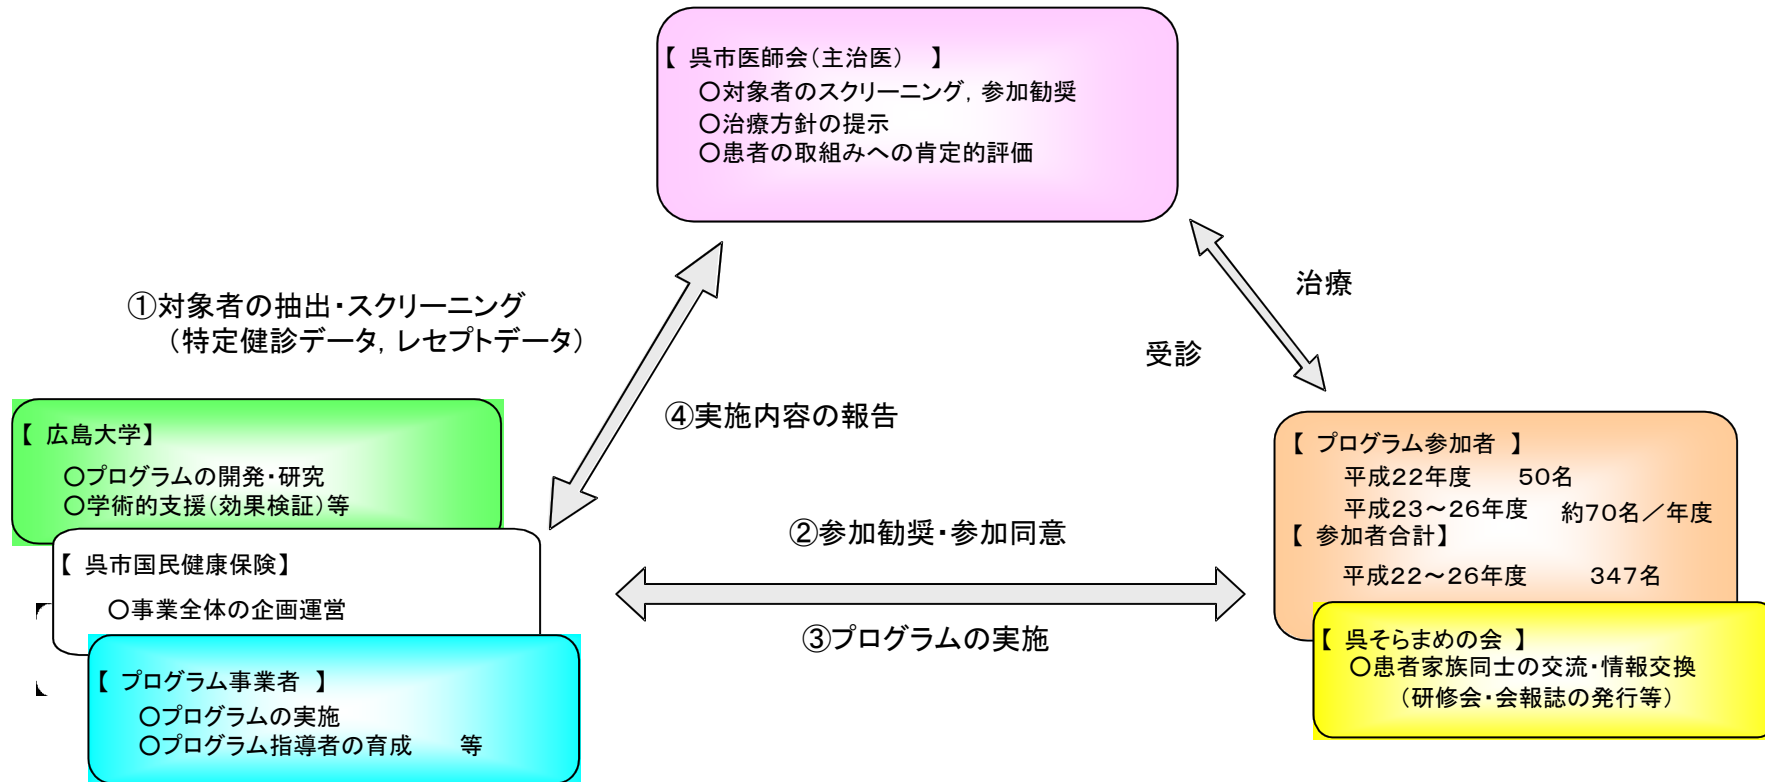 【 呉市医師会（主治医） 】
○対象者のスクリーニング，参加勧奨
○治療方針の提示
○患者の取組みへの肯定的評価
①対象者の抽出・スクリーニング
（特定健診データ，レセプトデータ）
治療
受診
④実施内容の報告
【 広島大学】
○プログラムの開発・研究
○学術的支援（効果検証）等
【 呉市国民健康保険】
○事業全体の企画運営
【 プログラム事業者 】
○プログラムの実施
○プログラム指導者の育成 等
②参加勧奨・参加同意
③プログラムの実施
【 プログラム参加者 】
平成２２年度 ５０名
平成２３～２６年度 約７０名／年度
【 参加者合計】
平成２２～２６年度 ３４７名
【 呉そらまめの会 】
○患者家族同士の交流・情報交換
（研修会・会報誌の発行等）